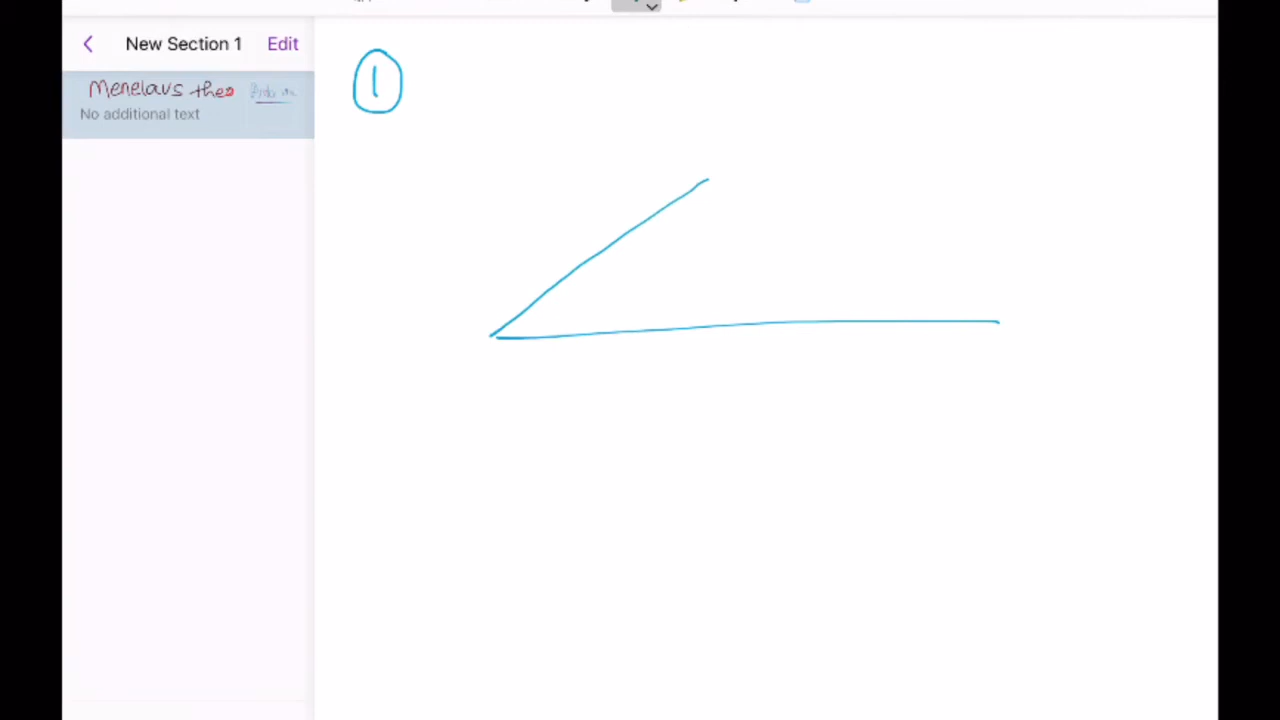 New Section 1 Edit
Menelaus theo
No additional text
1